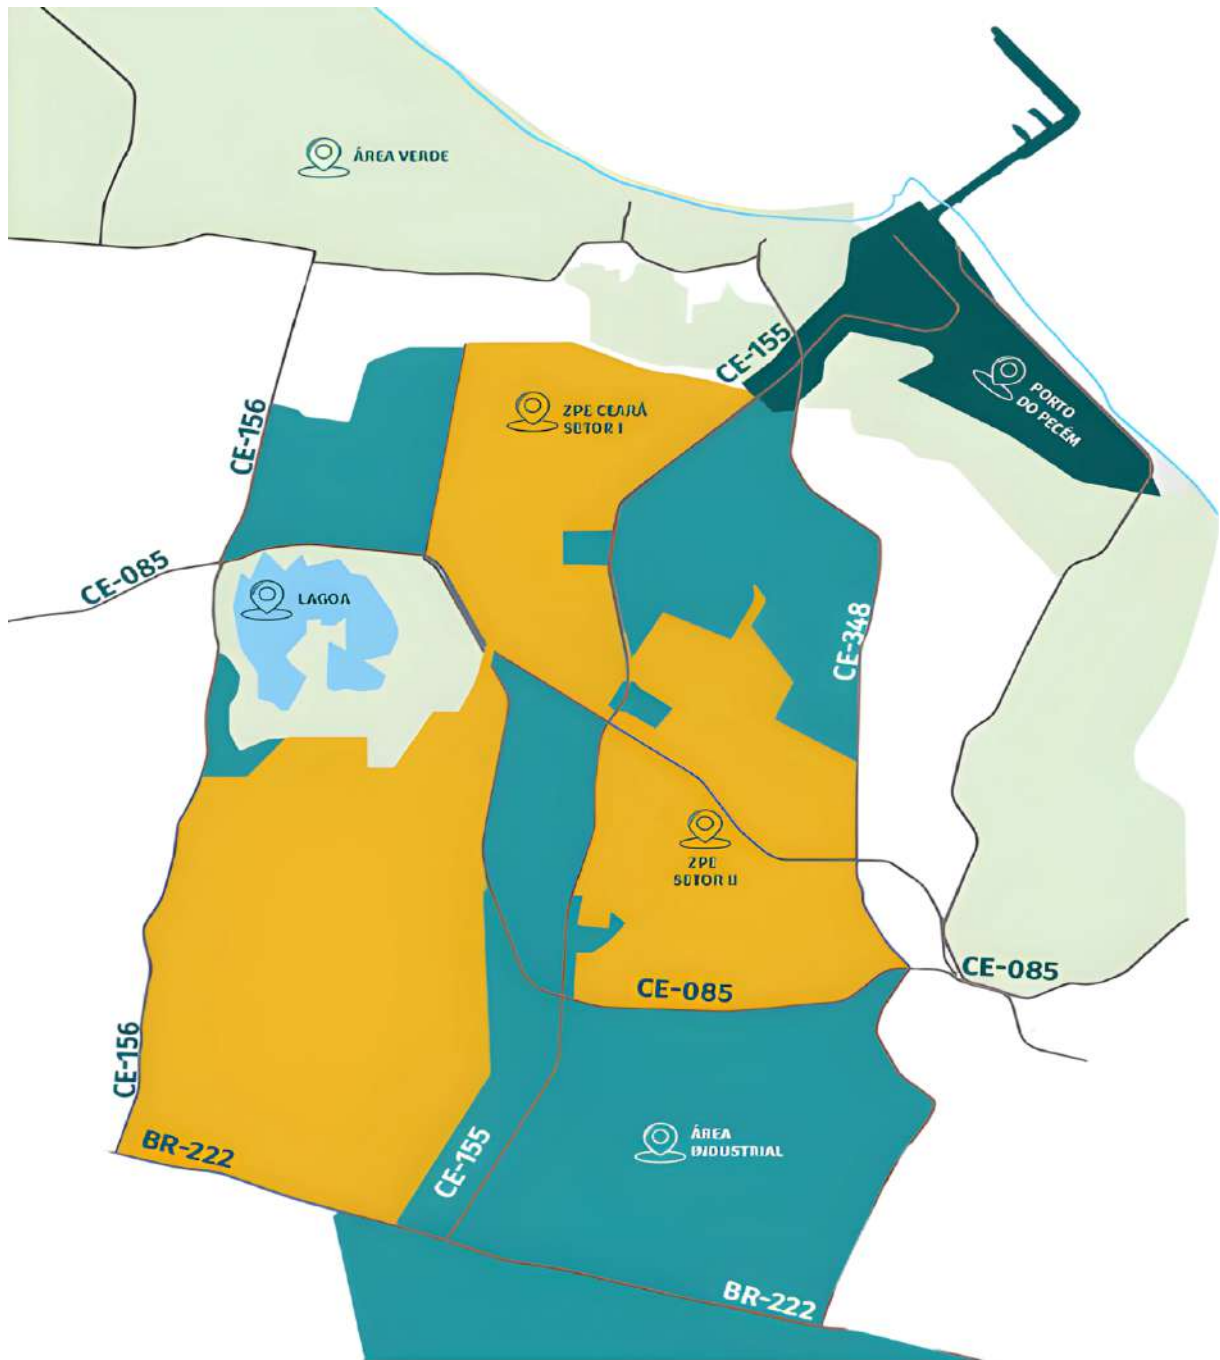 ÁREA VERDE
CE-155
PORTO
DO PECÉM
ZPE CEARÁ
SETOR I
CE-156
CE-085
LAGOA
CE-348
ZPE
SETOR II
CE-085
CE-085
CE-156
BR-222
CE-155
ÁREA
INDUSTRIAL
BR-222